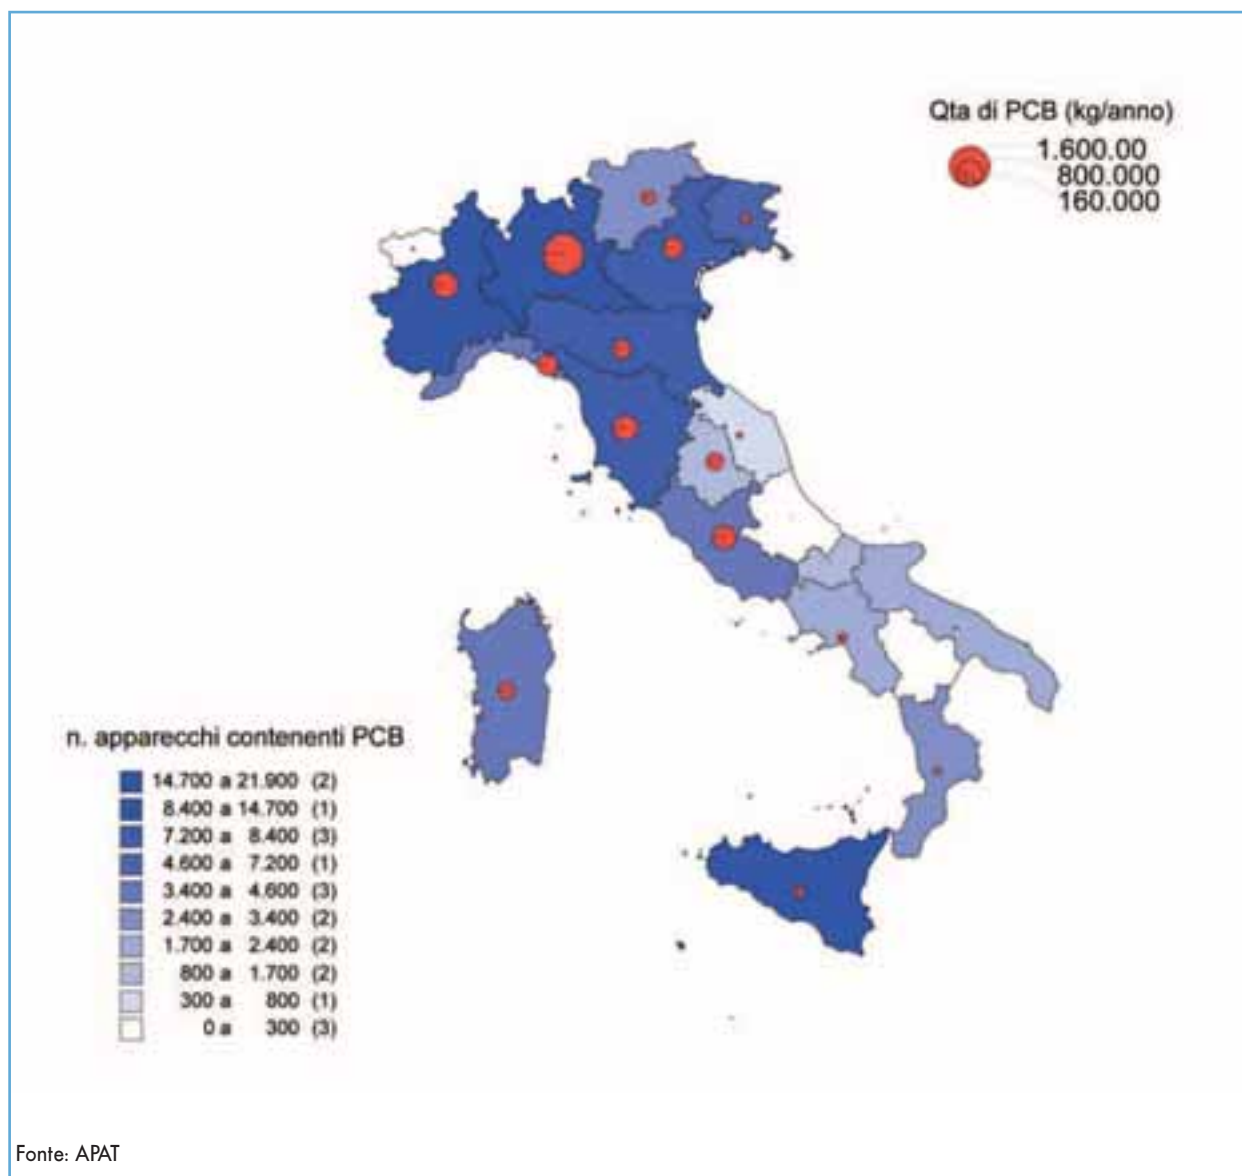 Qta di PCB (kg/anno)
1.600.00
800.000
160.000
n. apparecchi contenenti PCB
14.700 a 21.900 (2)
8.400 a 14.700 (1)
7.200 a 8.400 (3)
4.600 a 7.200 (1)
3.400 a 4.600 (3)
2.400 a 3.400 (2)
1.700 a 2.400 (2)
800 a 1.700 (2)
300 a 800 (1)
0 a 300 (3)
Fonte: APAT